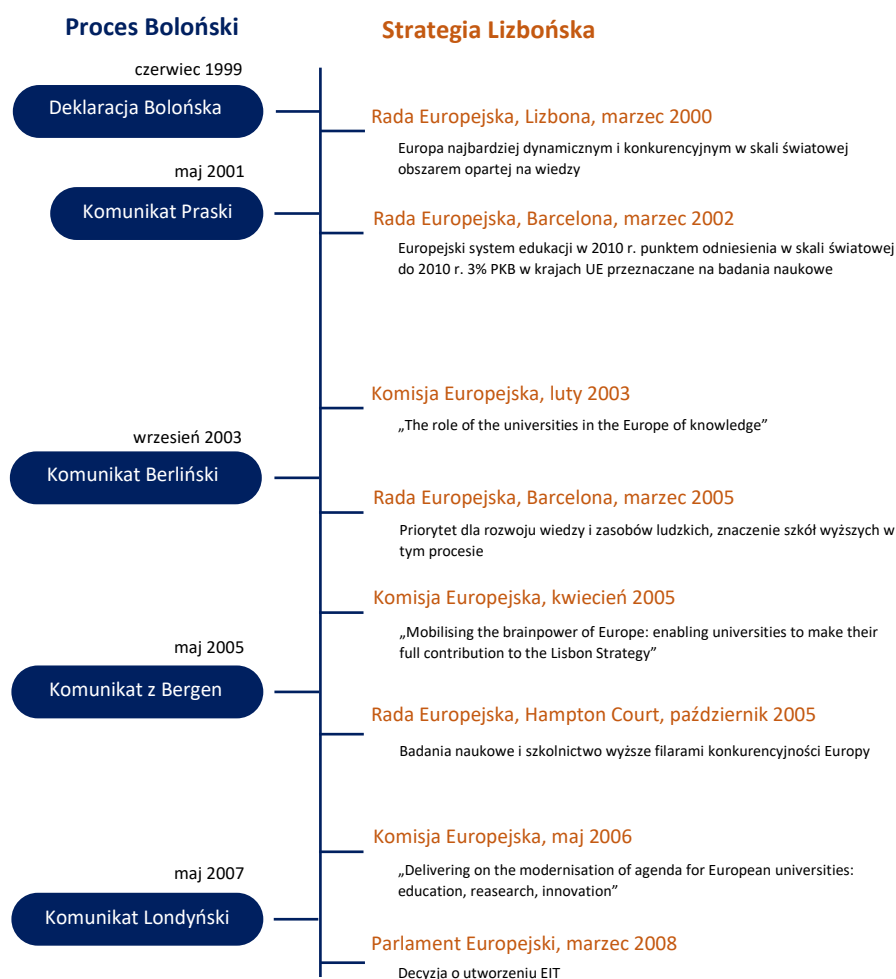 Proces Boloński
Strategia Lizbońska
czerwiec 1999
Deklaracja Bolońska
Rada Europejska, Lizbona, marzec 2000
Europa najbardziej dynamicznym i konkurencyjnym w skali światowej
obszarem opartej na wiedzy
maj 2001
Komunikat Praski
Rada Europejska, Barcelona, marzec 2002
Europejski system edukacji w 2010 r. punktem odniesienia w skali światowej
do 2010 r. 3% PKB w krajach UE przeznaczane na badania naukowe
Komisja Europejska, luty 2003
„The role of the universities in the Europe of knowledge”
wrzesień 2003
Komunikat Berliński
Rada Europejska, Barcelona, marzec 2005
Priorytet dla rozwoju wiedzy i zasobów ludzkich, znaczenie szkół wyższych w
tym procesie
Komisja Europejska, kwiecień 2005
„Mobilising the brainpower of Europe: enabling universities to make their
full contribution to the Lisbon Strategy”
maj 2005
Komunikat z Bergen
Rada Europejska, Hampton Court, październik 2005
Badania naukowe i szkolnictwo wyższe filarami konkurencyjności Europy
Komisja Europejska, maj 2006
„Delivering on the modernisation of agenda for European universities:
education, reasearch, innovation”
maj 2007
Komunikat Londyński
Parlament Europejski, marzec 2008
Decyzja o utworzeniu EIT